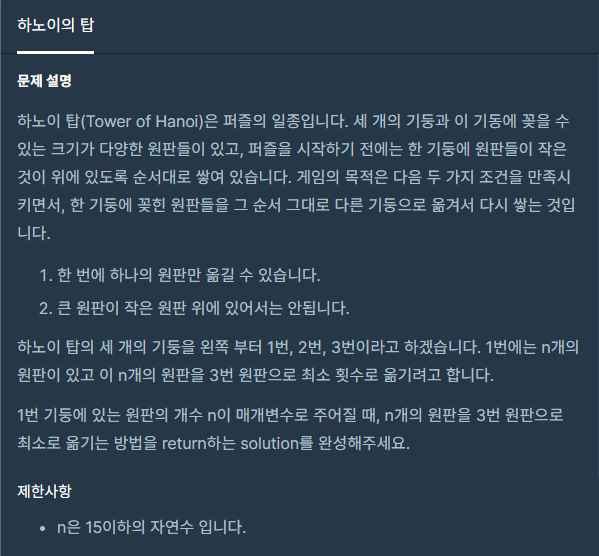 하노이의 탑
문제 설명
하노이 탑(Tower of Hanoi)은 퍼즐의 일종입니다. 세 개의 기둥과 이 기둥에 꽂을 수
있는 크기가 다양한 원판들이 있고, 퍼즐을 시작하기 전에는 한 기둥에 원판들이 작은
것이 위에 있도록 순서대로 쌓여 있습니다. 게임의 목적은 다음 두 가지 조건을 만족시
키면서, 한 기둥에 꽂힌 원판들을 그 순서 그대로 다른 기둥으로 옮겨서 다시 쌓는 것입
니다.
1. 한 번에 하나의 원판만 옮길 수 있습니다.
2. 큰 원판이 작은 원판 위에 있어서는 안됩니다.
하노이 탑의 세 개의 기둥을 왼쪽 부터 1번, 2번, 3번이라고 하겠습니다. 1번에는 n개의
원판이 있고 이 n개의 원판을 3번 원판으로 최소 횟수로 옮기려고 합니다.
1번 기둥에 있는 원판의 개수 n이 매개변수로 주어질 때, n개의 원판을 3번 원판으로
최소로 옮기는 방법을 return하는 solution를 완성해주세요.
제한사항
• n은 15이하의 자연수 입니다.